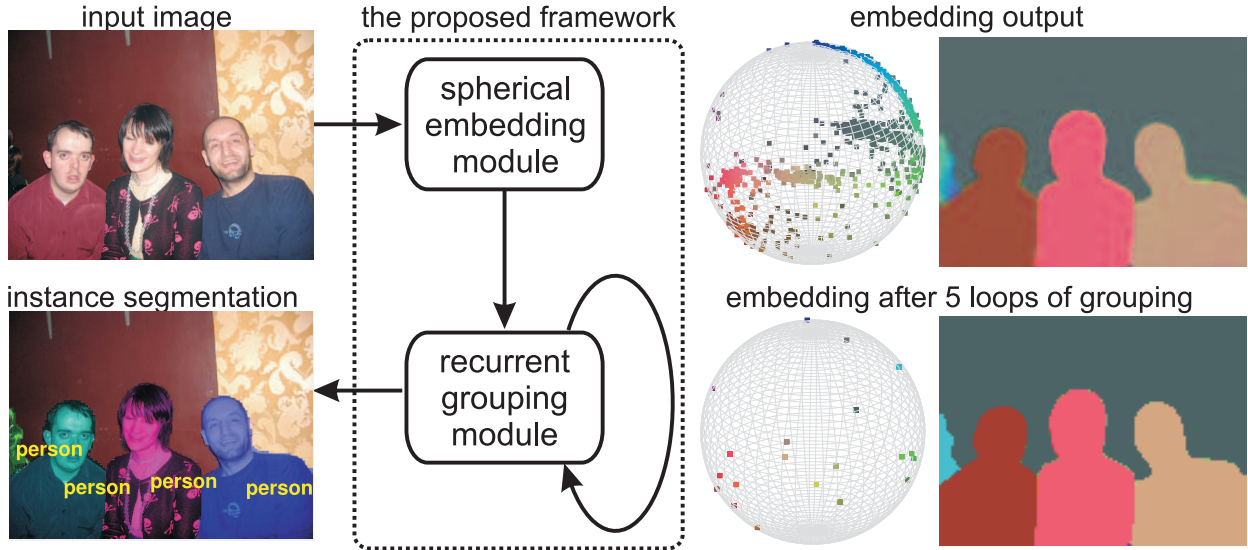 input image
the proposed framework
embedding output
spherical
embedding
module
instance segmentation
embedding after 5 loops of grouping
recurrent
grouping
module
person
person
person
person